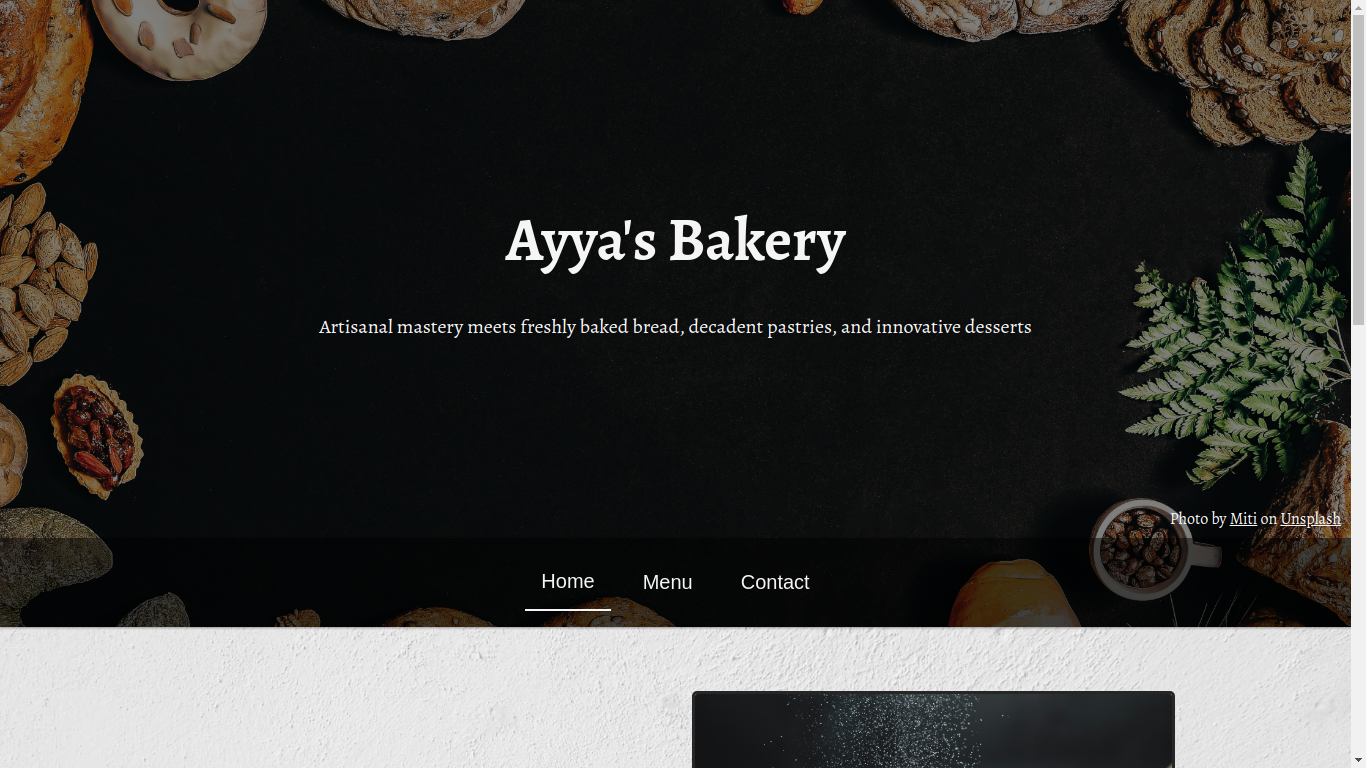 Ayya's Bakery
Artisanal mastery meets freshly baked bread, decadent pastries, and innovative desserts
Photo by Miti on Unsplash
Home Menu Contact